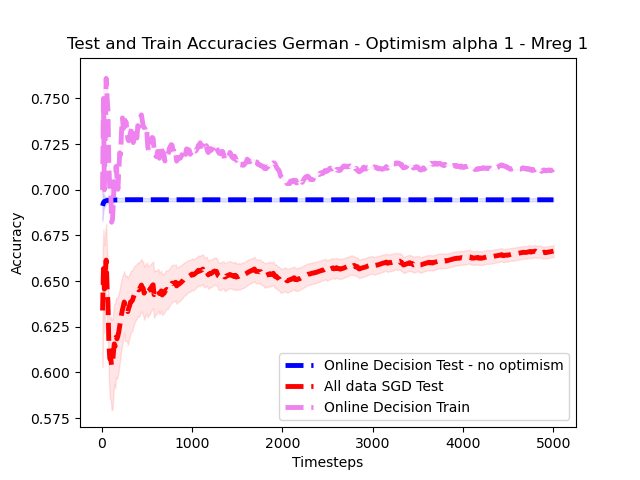 Test and Train Accuracies German - Optimism alpha 1 - Mreg 1
0.750
0.725
0.700
0.675
0.650
0.625
0.600
0.575
Accuracy
Online Decision Test - no optimism
All data SGD Test
Online Decision Train
0 1000 2000 3000 4000 5000
Timesteps